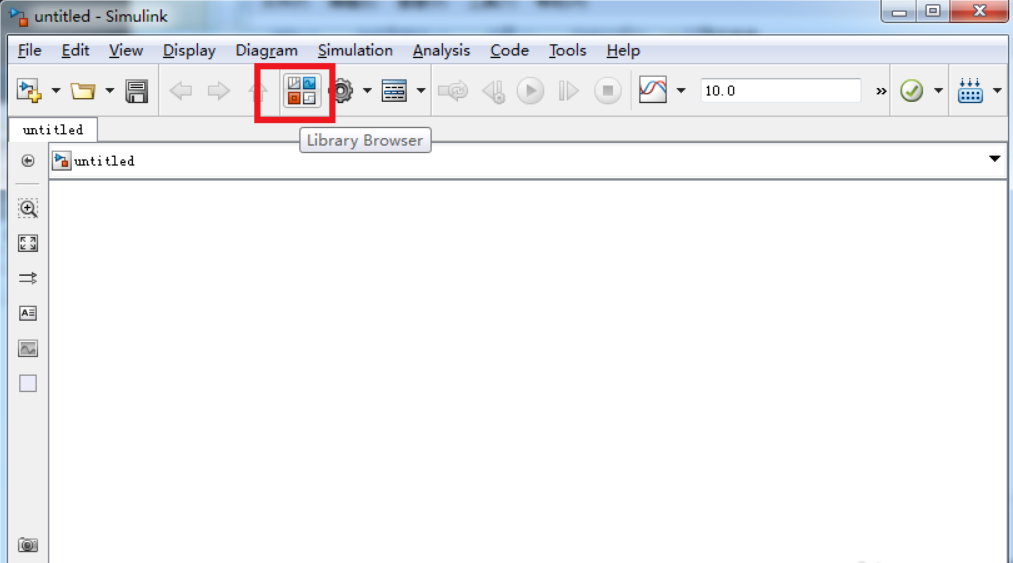 untitled - Simulink
File Edit View Display Diagram Simulation Analysis Code Tools Help
10.0 »
untitled
Library Browser
untitled